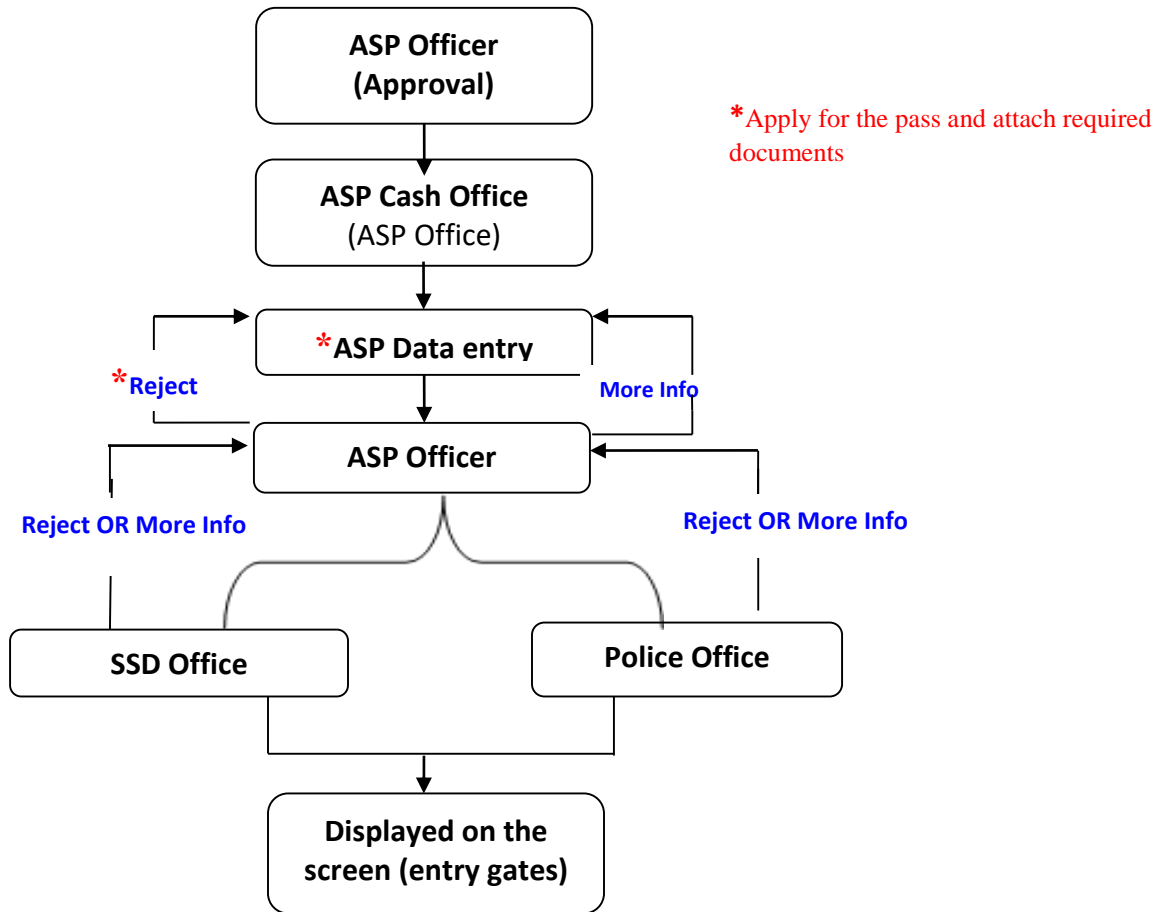 ASP Officer
(Approval)
*Apply for the pass and attach required
documents
ASP Cash Office
(ASP Office)
*ASP Data entry
*Reject
More Info
ASP Officer
Reject OR More Info
Reject OR More Info
SSD Office
Police Office
Displayed on the
screen (entry gates)